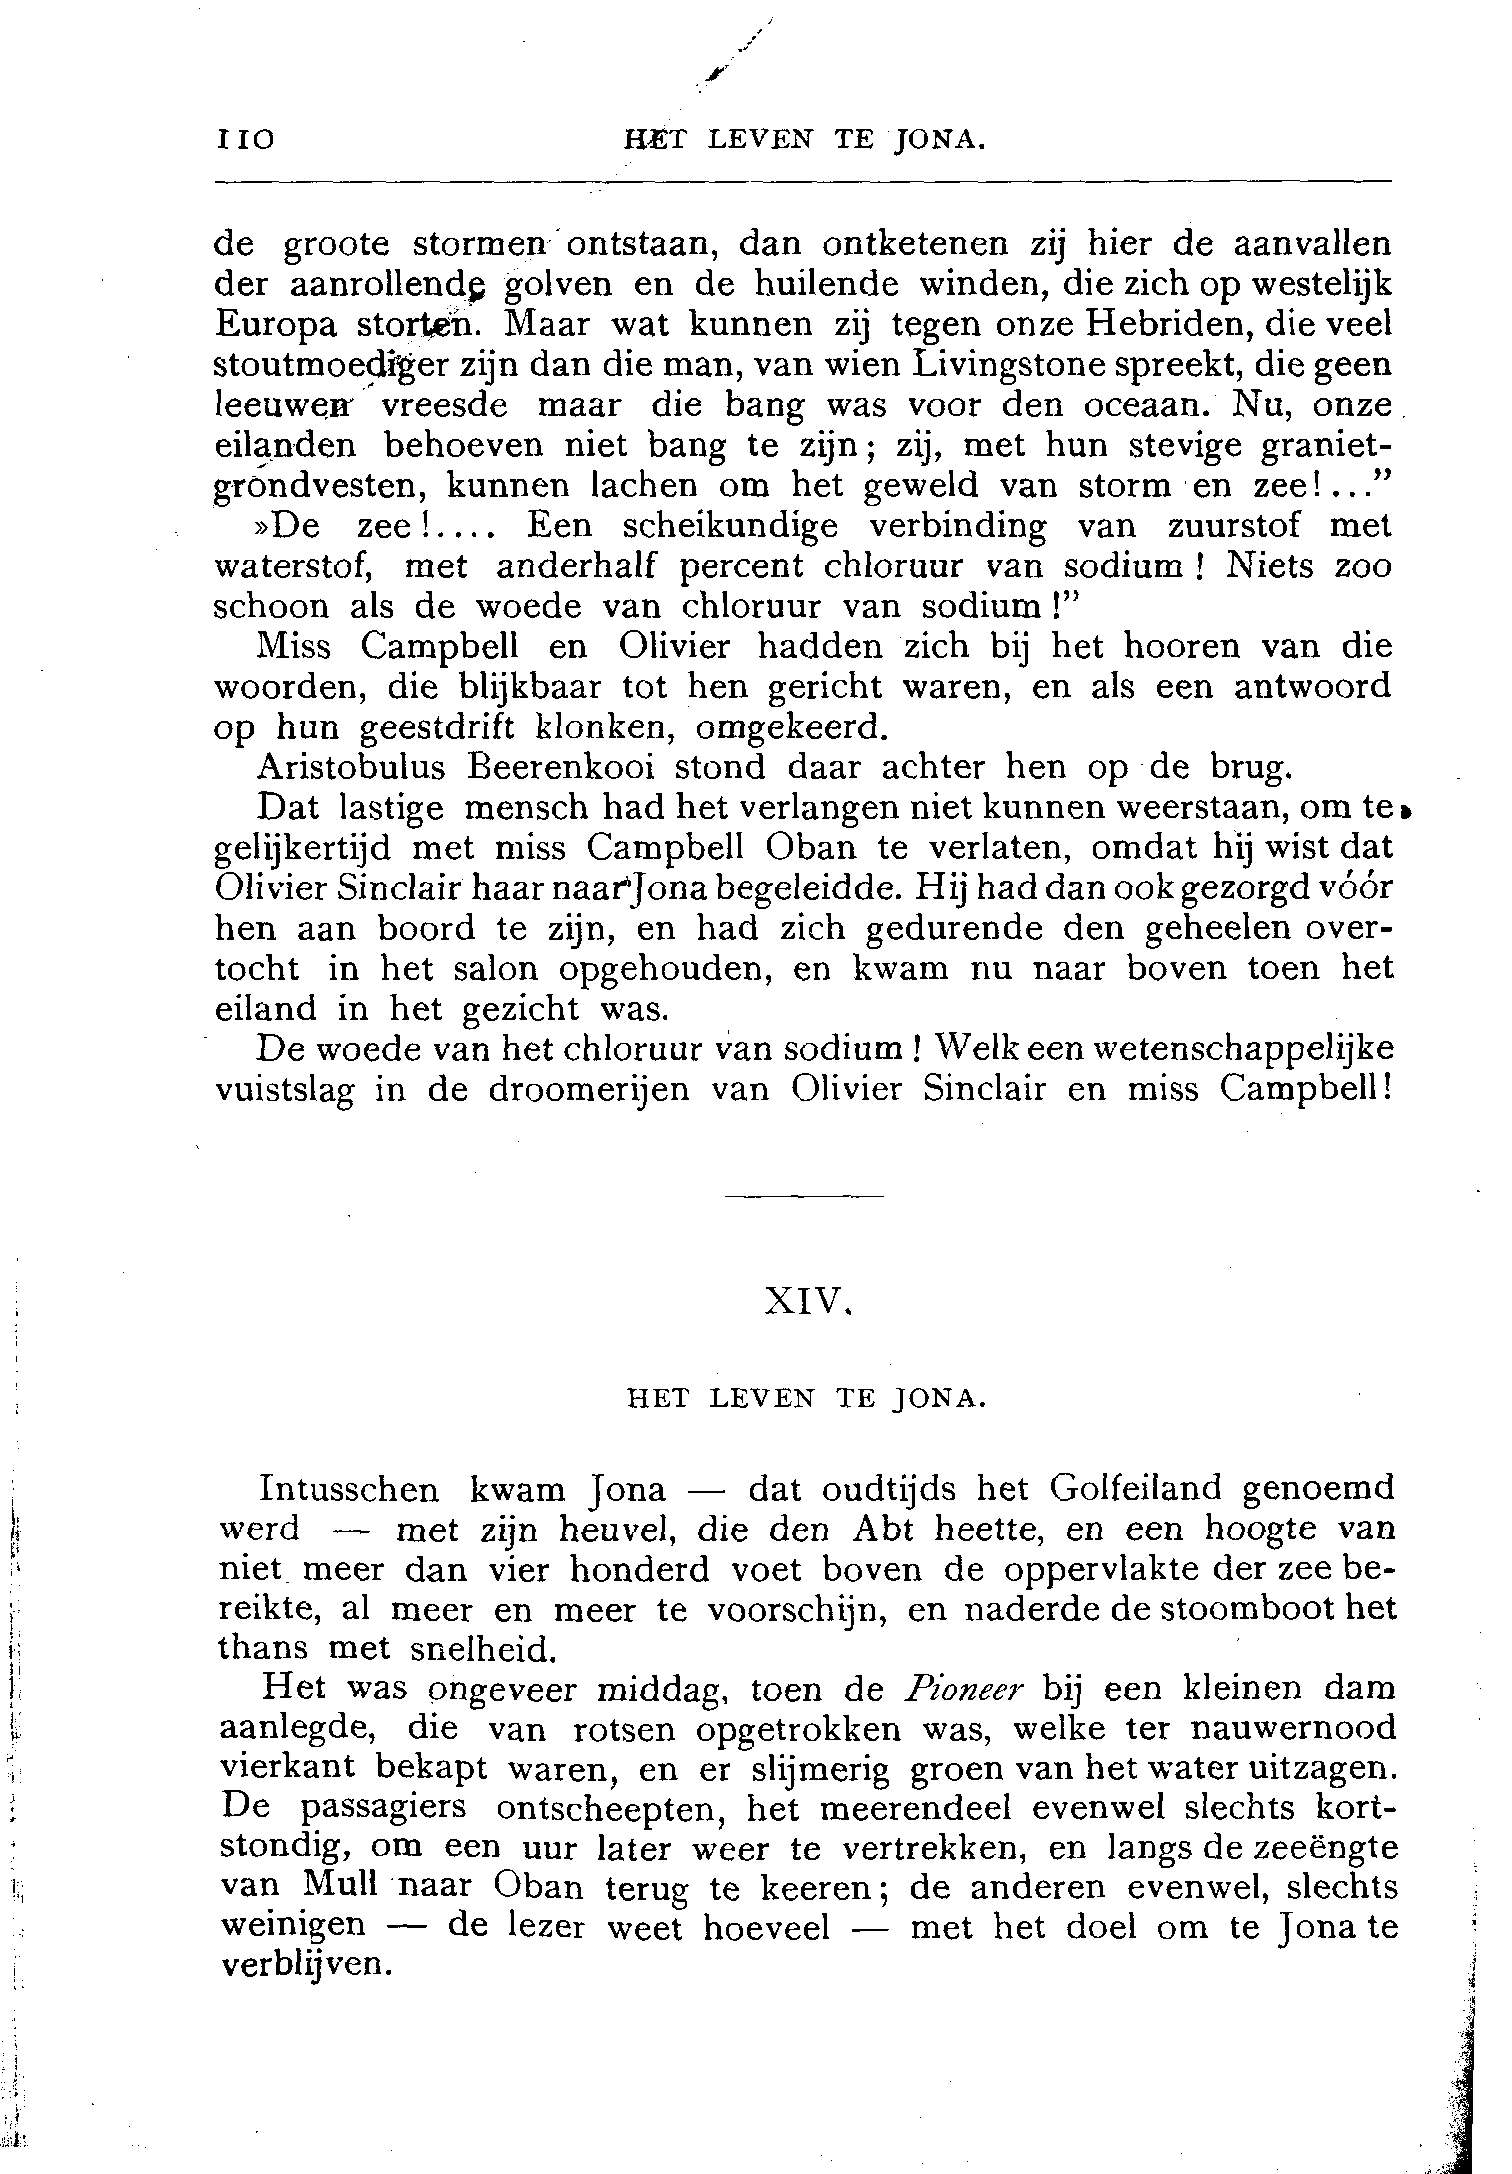 110 HET LEVEN TE JONA.
de groote stormen ontstaan, dan ontketenen zij hier de aanvallen
der aanrollende golven en de huilende winden, die zich op westelijk
Europa storten. Maar wat kunnen zij tegen onze Hebriden, die veel
stoutmoediger zijn dan die man, van wien Livingstone spreekt, die geen
leeuwen vreesde maar die bang was voor den oceaan. Nu, onze
eilanden behoeven niet bang te zijn; zij, met hun stevige graniet-
grondvesten, kunnen lachen om het geweld van storm en zee!..."
»De zee!.... Een scheikundige verbinding van zuurstof met
waterstof, met anderhalf percent chloruur van sodium! Niets zoo
schoon als de woede van chloruur van sodium!"
Miss Campbell en Olivier hadden zich bij het hooren van die
woorden, die blijkbaar tot hen gericht waren, en als een antwoord
op hun geestdrift klonken, omgekeerd.
Aristobulus Beerenkooi stond daar achter hen op de brug.
Dat lastige mensch had het verlangen niet kunnen weerstaan, om te
gelijkertijd met miss Campbell Oban te verlaten, omdat hij wist dat
Olivier Sinclair haar naar Jona begeleidde. Hij had dan ook gezorgd vóór
hen aan boord te zijn, en had zich gedurende den geheelen over-
tocht in het salon opgehouden, en kwam nu naar boven toen het
eiland in het gezicht was.
De woede van het chloruur van sodium! Welk een wetenschappelijke
vuistslag in de droomerijen van Olivier Sinclair en miss Campbell!
XIV.
HET LEVEN TE JONA.
Intusschen kwam Jona — dat oudtijds het Golfeiland genoemd
werd — met zijn heuvel, die den Abt heette, en een hoogte van
niet meer dan vier honderd voet boven de oppervlakte der zee be-
reikte, al meer en meer te voorschijn, en naderde de stoomboot het
thans met snelheid.
Het was ongeveer middag, toen de Pioneer bij een kleinen dam
aanlegde, die van rotsen opgetrokken was, welke ter nauwernood
vierkant bekapt waren, en er slijmerig groen van het water uitzagen.
De passagiers ontscheepten, het meerendeel evenwel slechts kort-
stondig, om een uur later weer te vertrekken, en langs de zeeëngte
van Mull naar Oban terug te keeren; de anderen evenwel, slechts
weinigen — de lezer weet hoeveel — met het doel om te Jona te
verblijven.